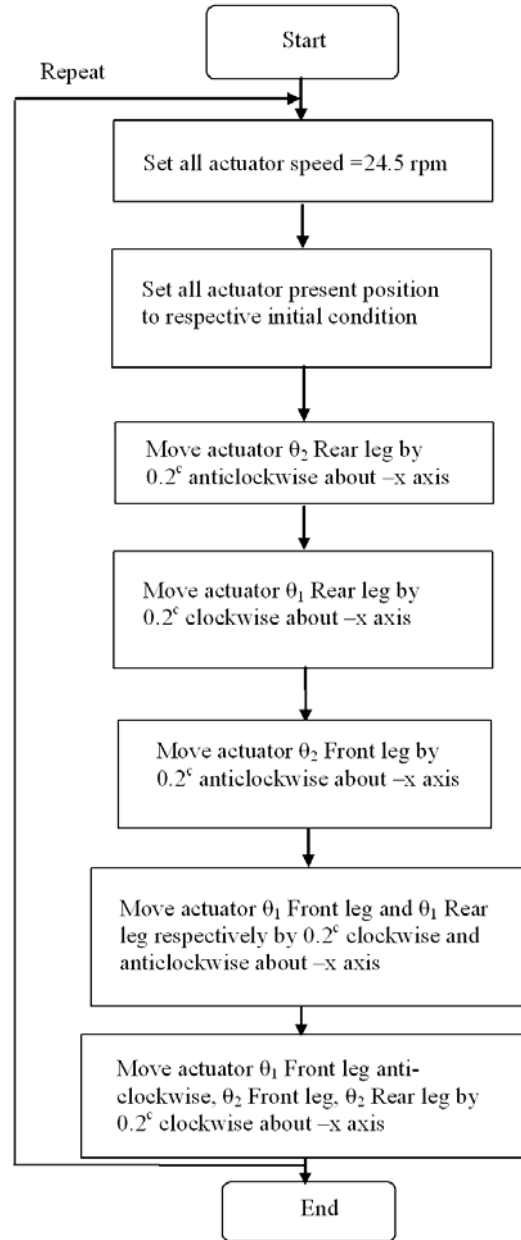 Start
Repeat
Set all actuator speed =24.5 rpm
Set all actuator present position
to respective initial condition
Move actuator θ₂ Rear leg by
0.2ᶜ anticlockwise about –x axis
Move actuator θ₁ Rear leg by
0.2ᶜ clockwise about –x axis
Move actuator θ₂ Front leg by
0.2ᶜ anticlockwise about –x axis
Move actuator θ₁ Front leg and θ₁ Rear
leg respectively by 0.2ᶜ clockwise and
anticlockwise about –x axis
Move actuator θ₁ Front leg anti-
clockwise, θ₂ Front leg, θ₂ Rear leg by
0.2ᶜ clockwise about –x axis
End